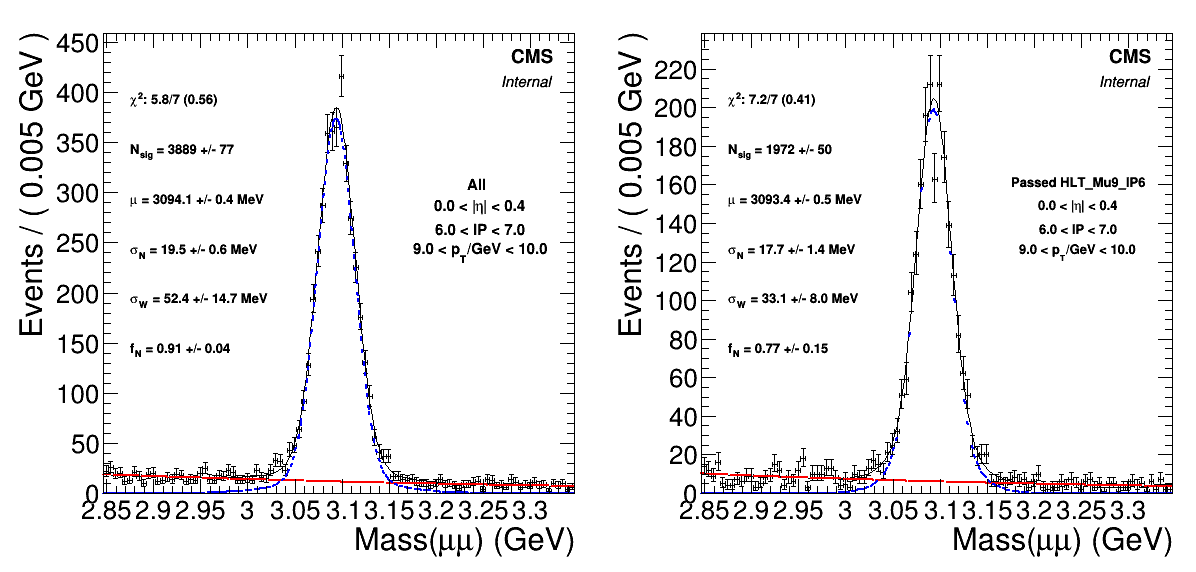 Events / ( 0.005 GeV )
450
400
350
300
250
200
150
100
50
0
CMS
Internal
χ²: 5.8/7 (0.56)
N_sig = 3889 +/- 77
μ = 3094.1 +/- 0.4 MeV
σ_N = 19.5 +/- 0.6 MeV
σ_W = 52.4 +/- 14.7 MeV
f_N = 0.91 +/- 0.04
All
0.0 < |η| < 0.4
6.0 < IP < 7.0
9.0 < p_T/GeV < 10.0
2.85 2.9 2.95 3 3.05 3.1 3.15 3.2 3.25 3.3
Mass(μμ) (GeV)
Events / ( 0.005 GeV )
220
200
180
160
140
120
100
80
60
40
20
0
CMS
Internal
χ²: 7.2/7 (0.41)
N_sig = 1972 +/- 50
μ = 3093.4 +/- 0.5 MeV
σ_N = 17.7 +/- 1.4 MeV
σ_W = 33.1 +/- 8.0 MeV
f_N = 0.77 +/- 0.15
Passed HLT_Mu9_IP6
0.0 < |η| < 0.4
6.0 < IP < 7.0
9.0 < p_T/GeV < 10.0
2.85 2.9 2.95 3 3.05 3.1 3.15 3.2 3.25 3.3
Mass(μμ) (GeV)